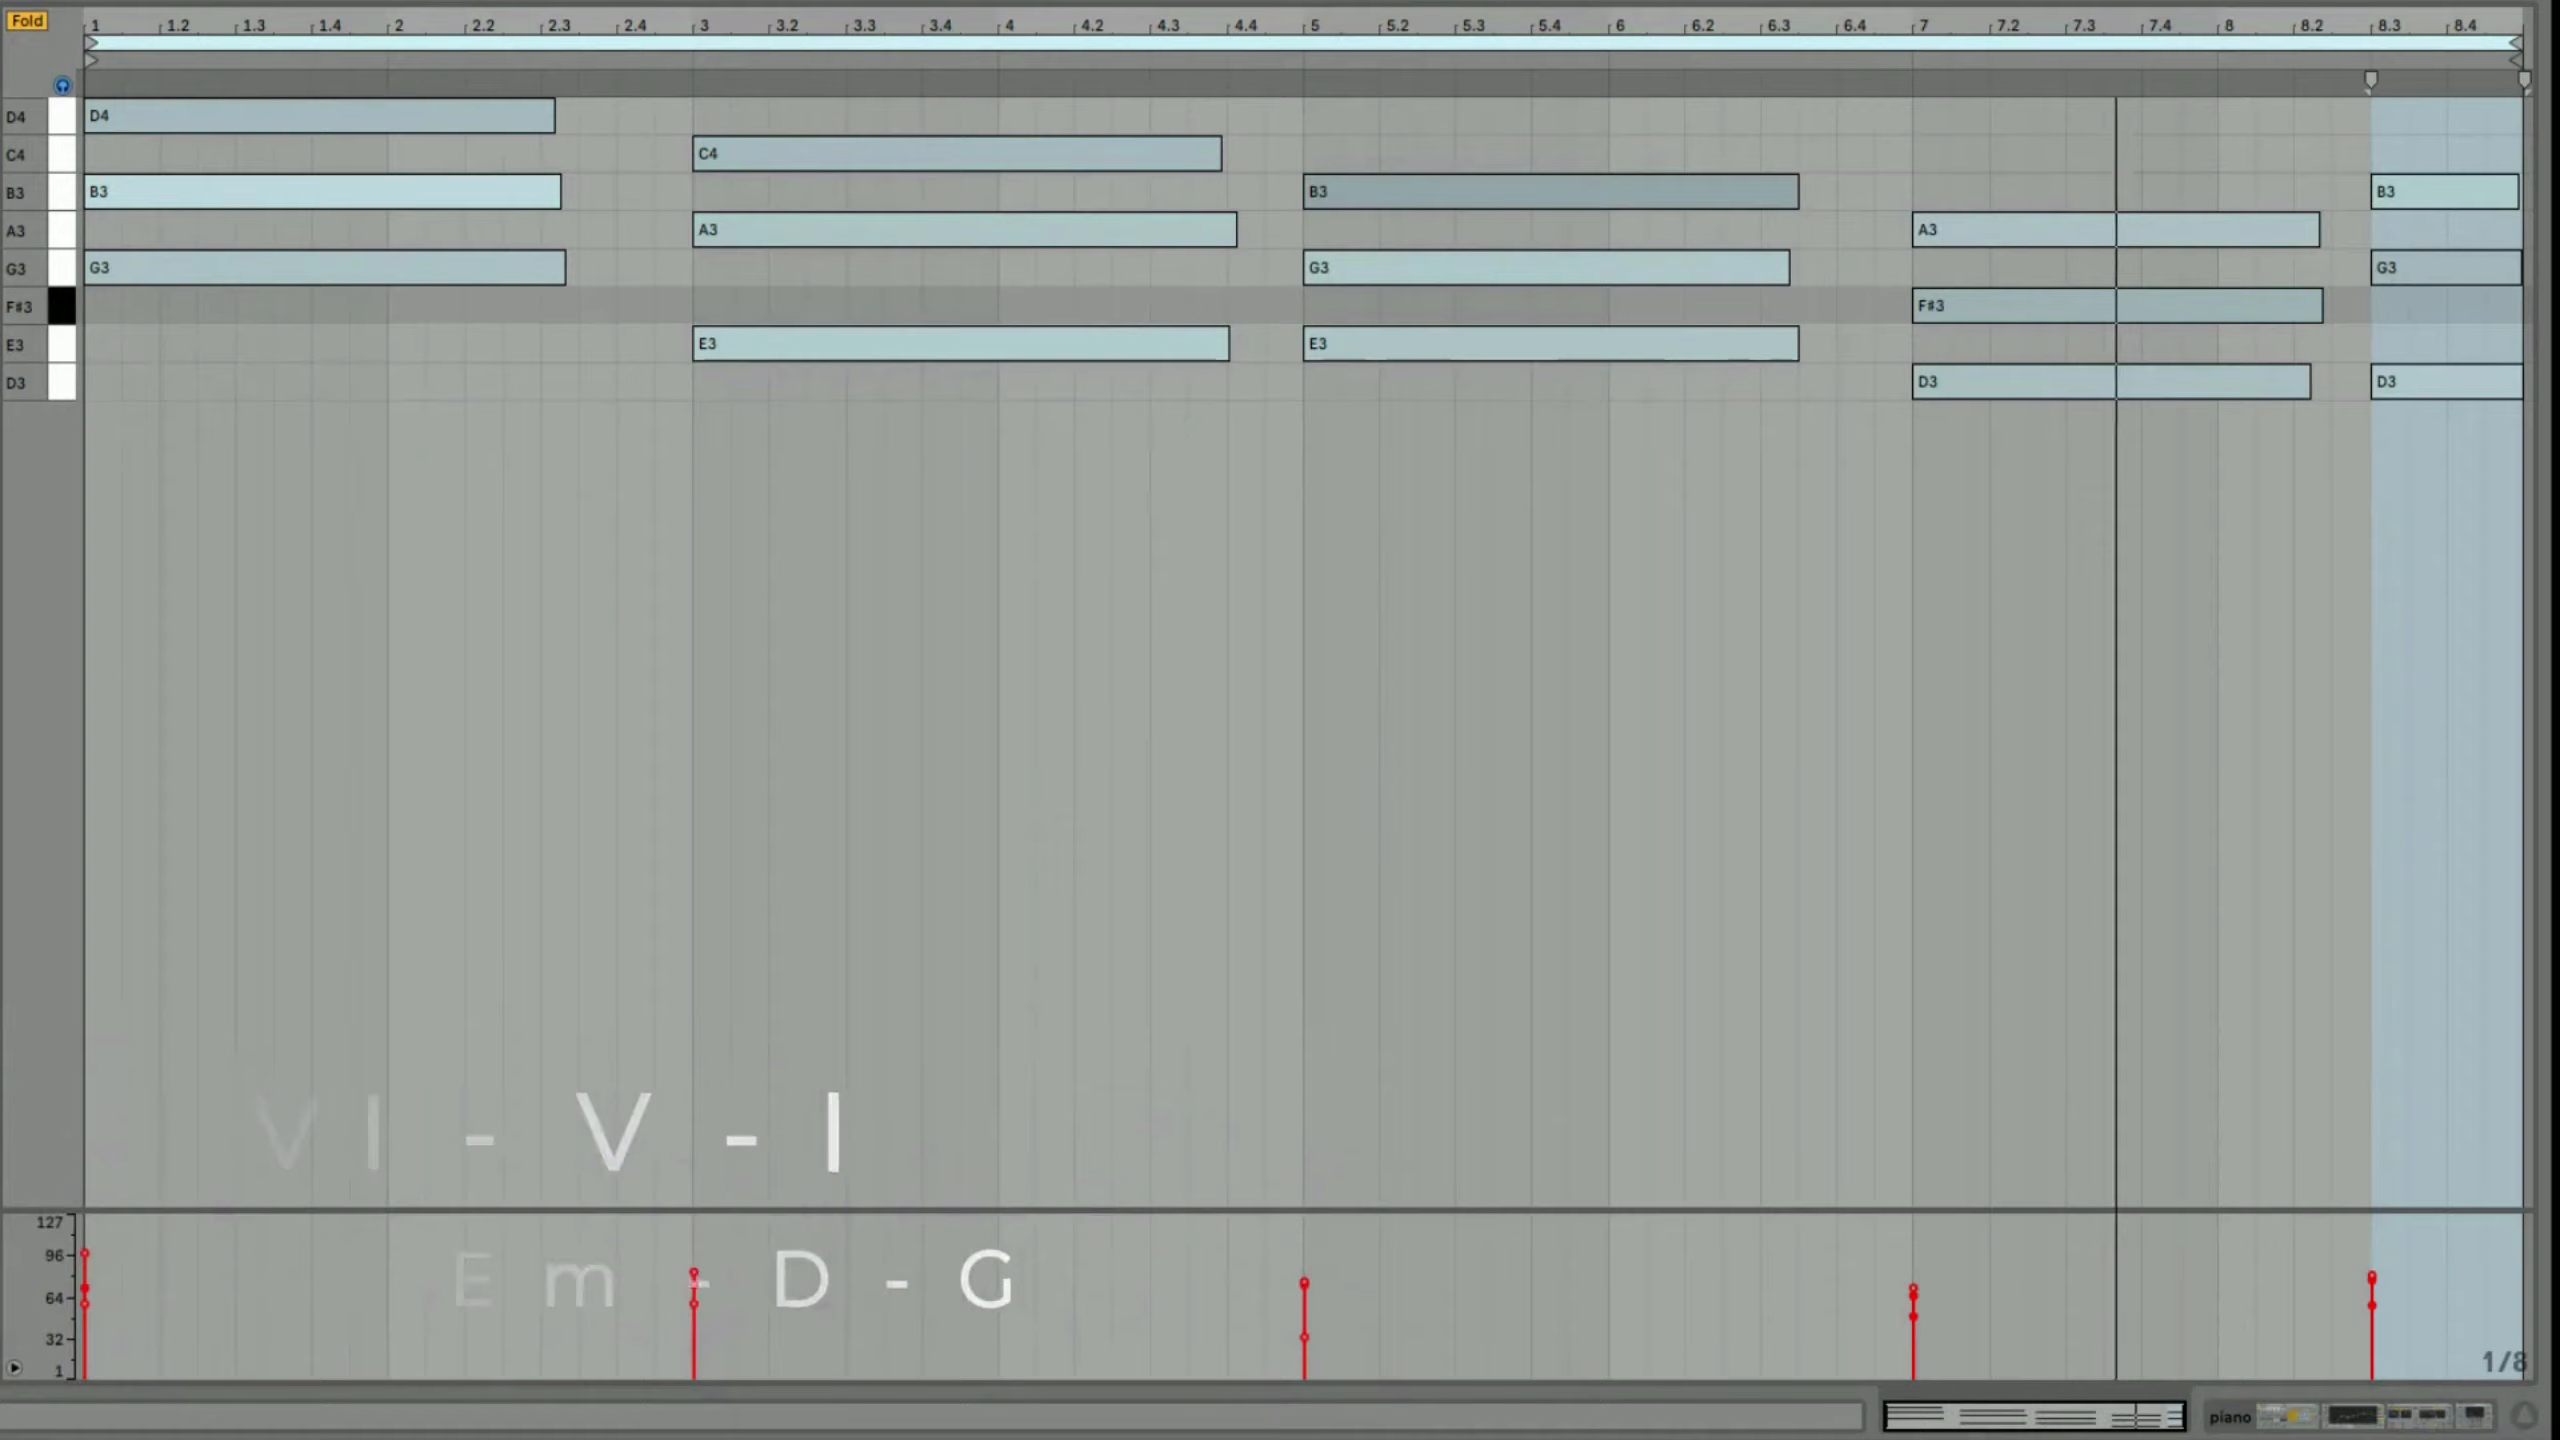 Fold
1 1.2 1.3 1.4 2 2.2 2.3 2.4 3 3.2 3.3 3.4 4 4.2 4.3 4.4 5 5.2 5.3 5.4 6 6.2 6.3 6.4 7 7.2 7.3 7.4 8 8.2 8.3 8.4
D4 D4
C4 C4
B3 B3 B3 B3
A3 A3 A3
G3 G3 G3 G3
F♯3 F♯3
E3 E3 E3
D3 D3 D3
VI - V - I
127
96
Em - D - G
64
32
1
1/8
piano